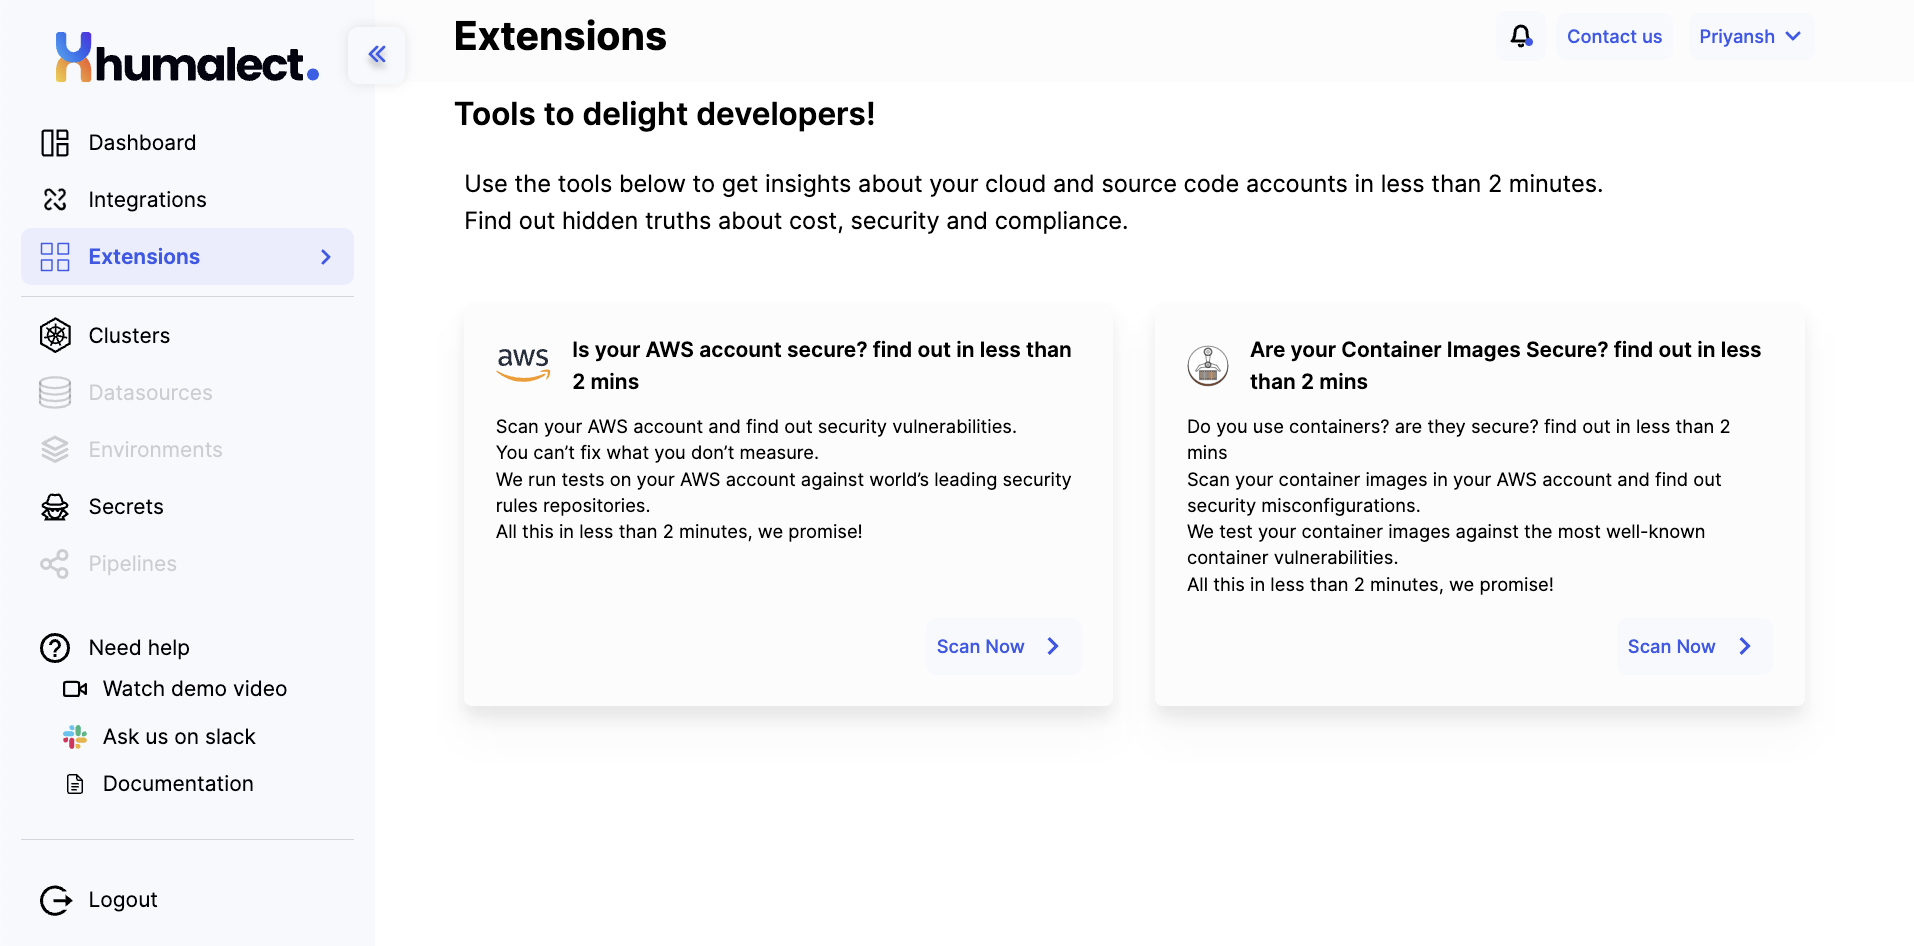 humalect.
Dashboard
Integrations
Extensions
Clusters
Datasources
Environments
Secrets
Pipelines
Need help
Watch demo video
Ask us on slack
Documentation
Logout
Extensions
Contact us
Priyansh
Tools to delight developers!
Use the tools below to get insights about your cloud and source code accounts in less than 2 minutes.
Find out hidden truths about cost, security and compliance.
aws
Is your AWS account secure? find out in less than
2 mins
Scan your AWS account and find out security vulnerabilities.
You can’t fix what you don’t measure.
We run tests on your AWS account against world’s leading security
rules repositories.
All this in less than 2 minutes, we promise!
Scan Now
Are your Container Images Secure? find out in less
than 2 mins
Do you use containers? are they secure? find out in less than 2
mins
Scan your container images in your AWS account and find out
security misconfigurations.
We test your container images against the most well-known
container vulnerabilities.
All this in less than 2 minutes, we promise!
Scan Now